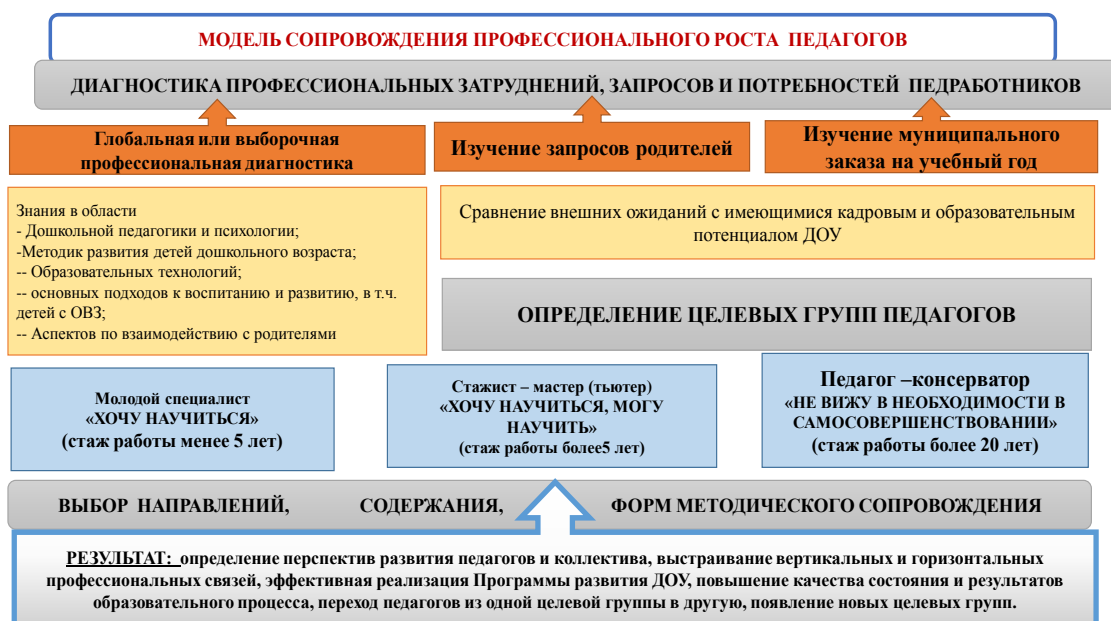 МОДЕЛЬ СОПРОВОЖДЕНИЯ ПРОФЕССИОНАЛЬНОГО РОСТА ПЕДАГОГОВ
ДИАГНОСТИКА ПРОФЕССИОНАЛЬНЫХ ЗАТРУДНЕНИЙ, ЗАПРОСОВ И ПОТРЕБНОСТЕЙ ПЕДРАБОТНИКОВ
Глобальная или выборочная
профессиональная диагностика
Изучение запросов родителей
Изучение муниципального
заказа на учебный год
Знания в области
- Дошкольной педагогики и психологии;
-Методик развития детей дошкольного возраста;
-- Образовательных технологий;
-- основных подходов к воспитанию и развитию, в т.ч.
детей с ОВЗ;
-- Аспектов по взаимодействию с родителями
Сравнение внешних ожиданий с имеющимися кадровым и образовательным
потенциалом ДОУ
ОПРЕДЕЛЕНИЕ ЦЕЛЕВЫХ ГРУПП ПЕДАГОГОВ
Молодой специалист
«ХОЧУ НАУЧИТЬСЯ»
(стаж работы менее 5 лет)
Стажист – мастер (тьютер)
«ХОЧУ НАУЧИТЬСЯ, МОГУ
НАУЧИТЬ»
(стаж работы более5 лет)
Педагог –консерватор
«НЕ ВИЖУ В НЕОБХОДИМОСТИ В
САМОСОВЕРШЕНСТВОВАНИИ»
(стаж работы более 20 лет)
ВЫБОР НАПРАВЛЕНИЙ, СОДЕРЖАНИЯ, ФОРМ МЕТОДИЧЕСКОГО СОПРОВОЖДЕНИЯ
РЕЗУЛЬТАТ: определение перспектив развития педагогов и коллектива, выстраивание вертикальных и горизонтальных
профессиональных связей, эффективная реализация Программы развития ДОУ, повышение качества состояния и результатов
образовательного процесса, переход педагогов из одной целевой группы в другую, появление новых целевых групп.